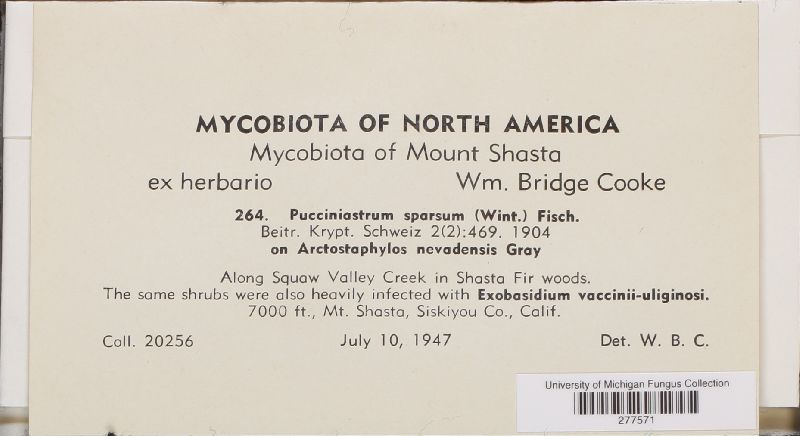 MYCOBIOTA OF NORTH AMERICA
Mycobiota of Mount Shasta
ex herbario Wm. Bridge Cooke
264. Pucciniastrum sparsum (Wint.) Fisch.
Beitr. Krypt. Schweiz 2(2):469. 1904
on Arctostaphylos nevadensis Gray
Along Squaw Valley Creek in Shasta Fir woods.
The same shrubs were also heavily infected with Exobasidium vaccinii-uliginosi.
7000 ft., Mt. Shasta, Siskiyou Co., Calif.
Coll. 20256 July 10, 1947 Det. W. B. C.
University of Michigan Fungus Collection
277571